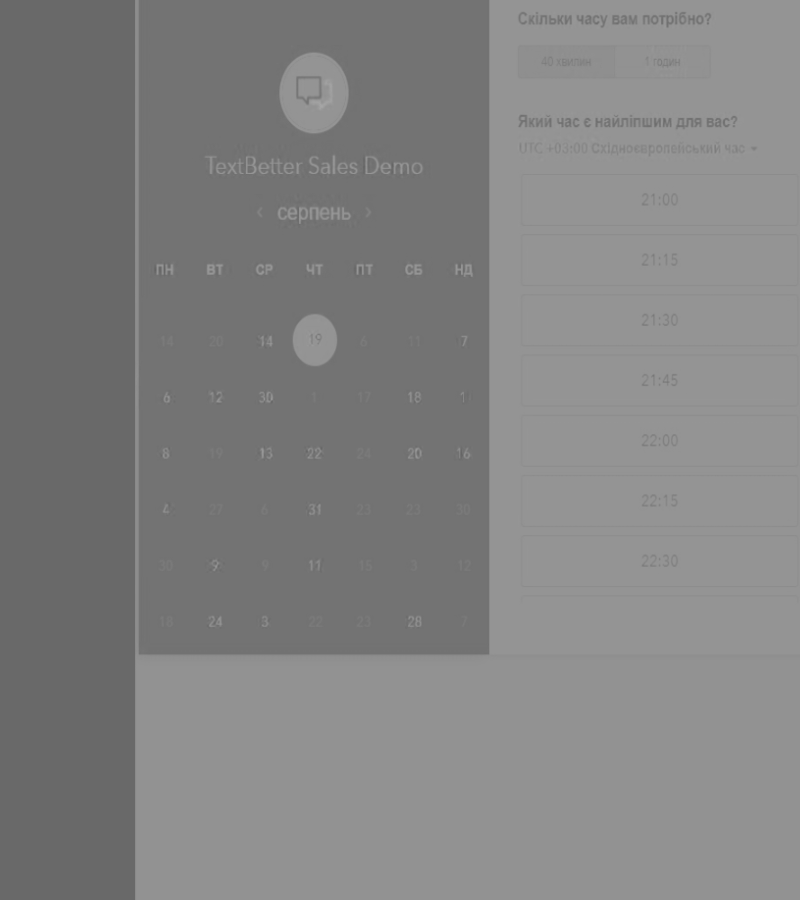 Скільки часу вам потрібно?
40 хвилин 1 годин
Який час є найліпшим для вас?
UTC +03:00 Східноєвропейський час
TextBetter Sales Demo
‹ серпень ›
ПН ВТ СР ЧТ ПТ СБ НД
14 20 14 19 6 11 7
6 12 30 1 17 18 1
8 19 13 22 24 20 16
4 27 6 31 23 23 30
30 9 9 11 15 3 12
18 24 3 22 23 28 7
21:00
21:15
21:30
21:45
22:00
22:15
22:30